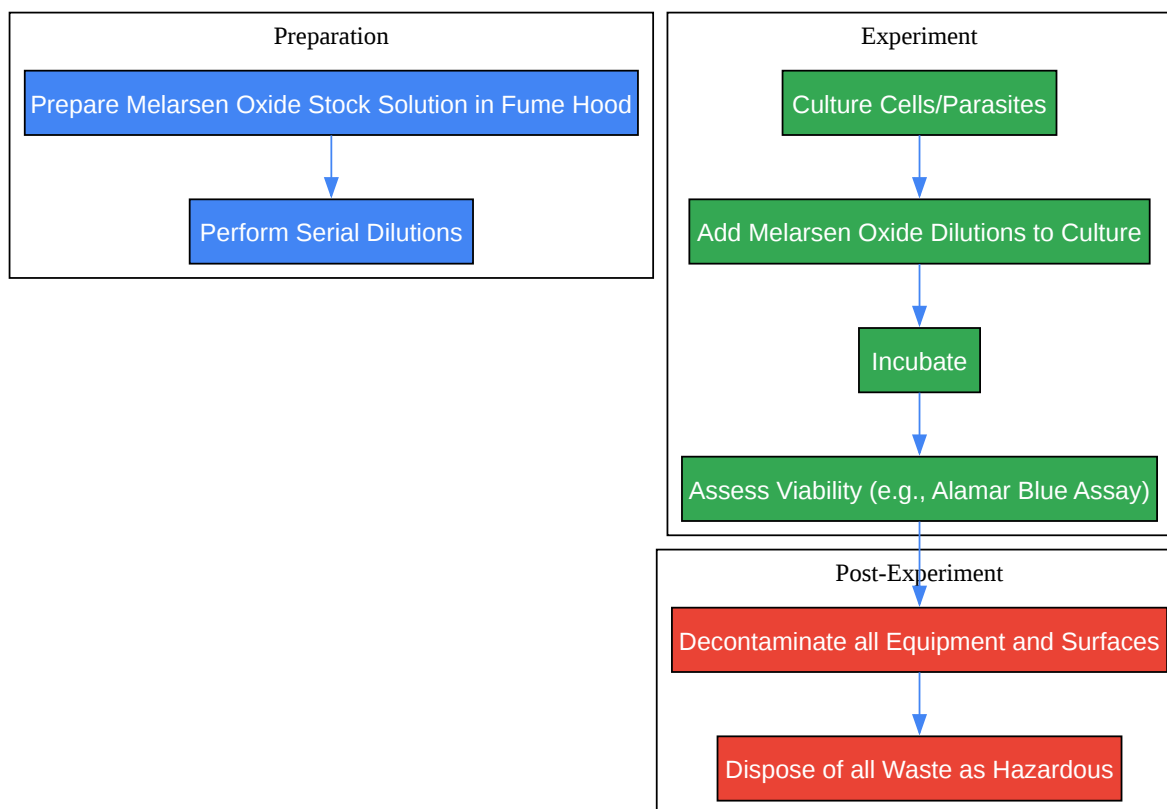 Preparation
Prepare Melarsen Oxide Stock Solution in Fume Hood
Perform Serial Dilutions
Experiment
Culture Cells/Parasites
Add Melarsen Oxide Dilutions to Culture
Incubate
Assess Viability (e.g., Alamar Blue Assay)
Post-Experiment
Decontaminate all Equipment and Surfaces
Dispose of all Waste as Hazardous